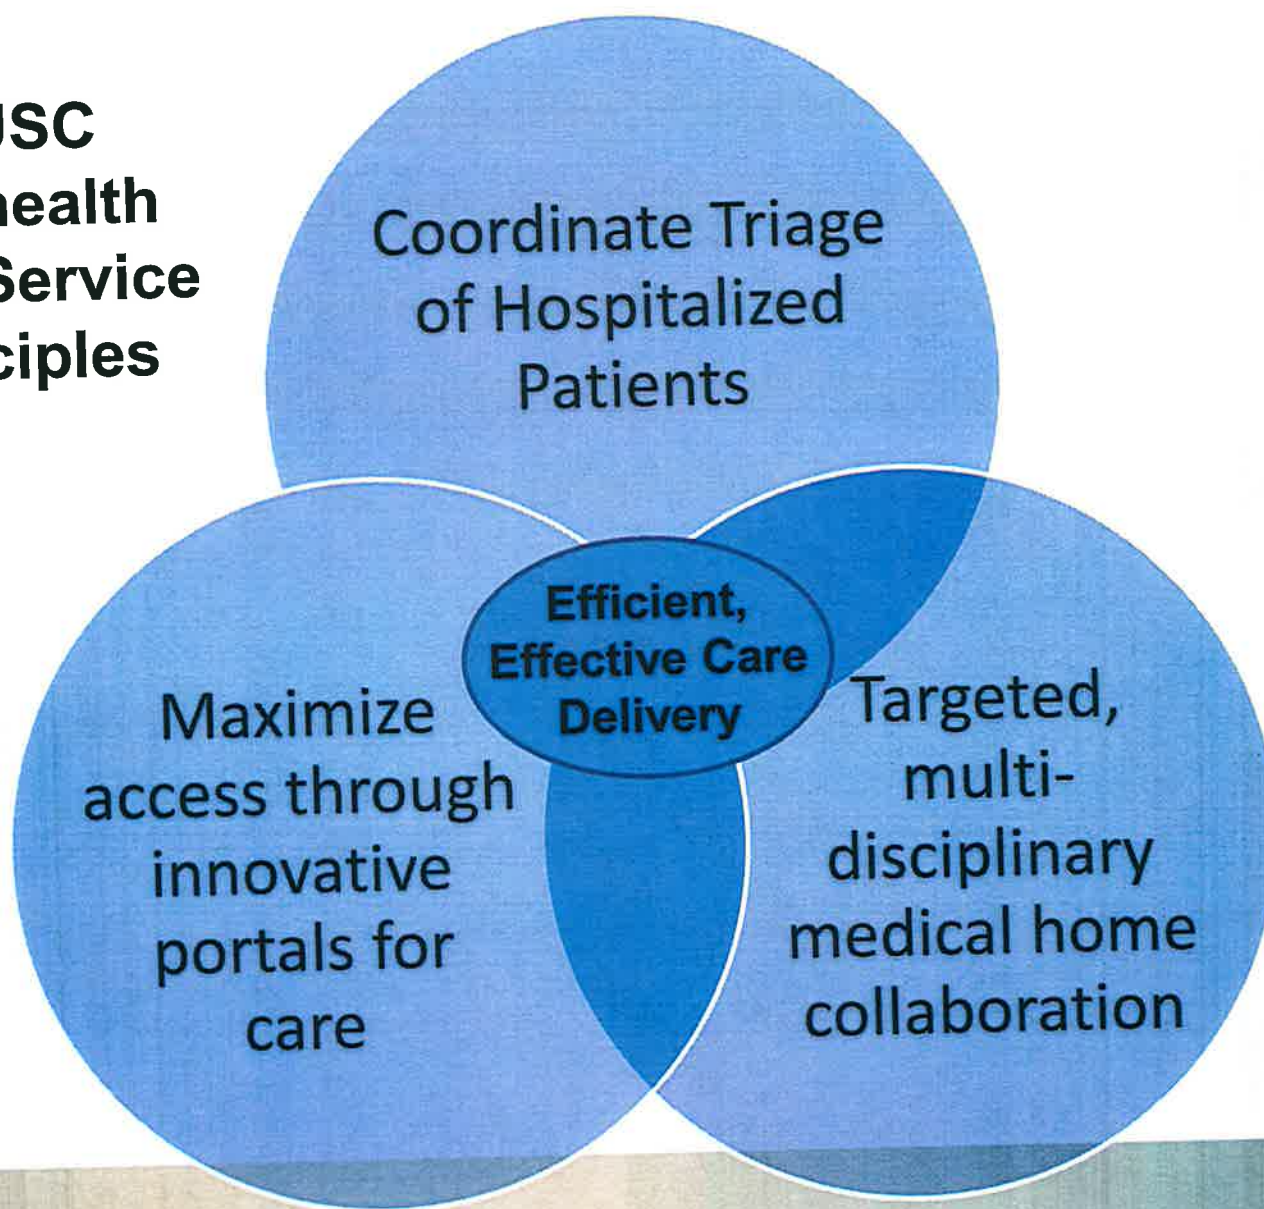 JSC
health
Service
ciples
Coordinate Triage
of Hospitalized
Patients
Efficient,
Effective Care
Delivery
Maximize
access through
innovative
portals for
care
Targeted,
multi-
disciplinary
medical home
collaboration